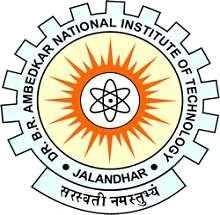 DR. B.R. AMBEDKAR NATIONAL INSTITUTE OF TECHNOLOGY
• JALANDHAR •
सरस्वती नमस्तुभ्यं